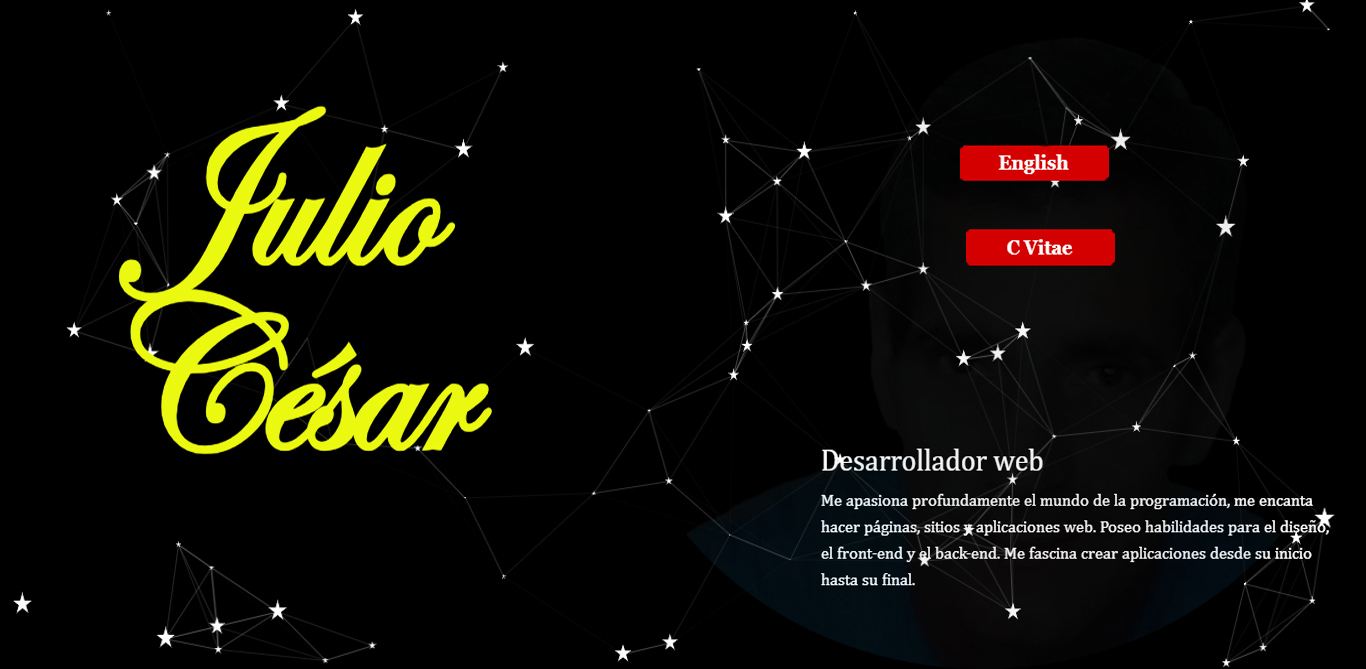 Julio
César
English
C Vitae
Desarrollador web
Me apasiona profundamente el mundo de la programación, me encanta
hacer páginas, sitios y aplicaciones web. Poseo habilidades para el diseño,
el front-end y el back-end. Me fascina crear aplicaciones desde su inicio
hasta su final.